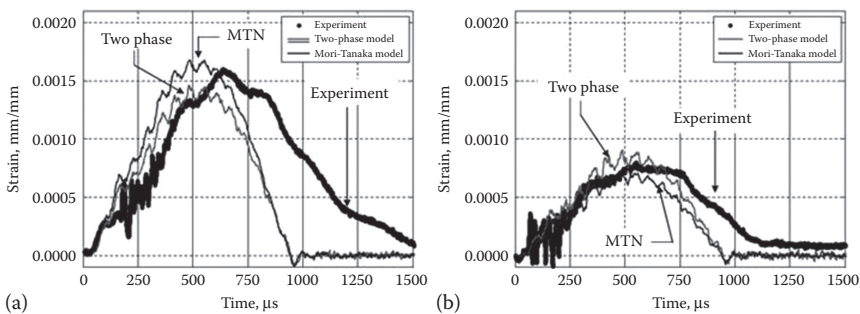 0.0020
0.0015
0.0010
0.0005
0.0000
Strain, mm/mm
Two phase
MTN
Experiment
Experiment
Two-phase model
Mori-Tanaka model
0 250 500 750 1000 1250 1500
Time, μs
(a)
0.0020
0.0015
0.0010
0.0005
0.0000
Strain, mm/mm
Two phase
Experiment
MTN
Experiment
Two-phase model
Mori-Tanaka model
0 250 500 750 1000 1250 1500
Time, μs
(b)